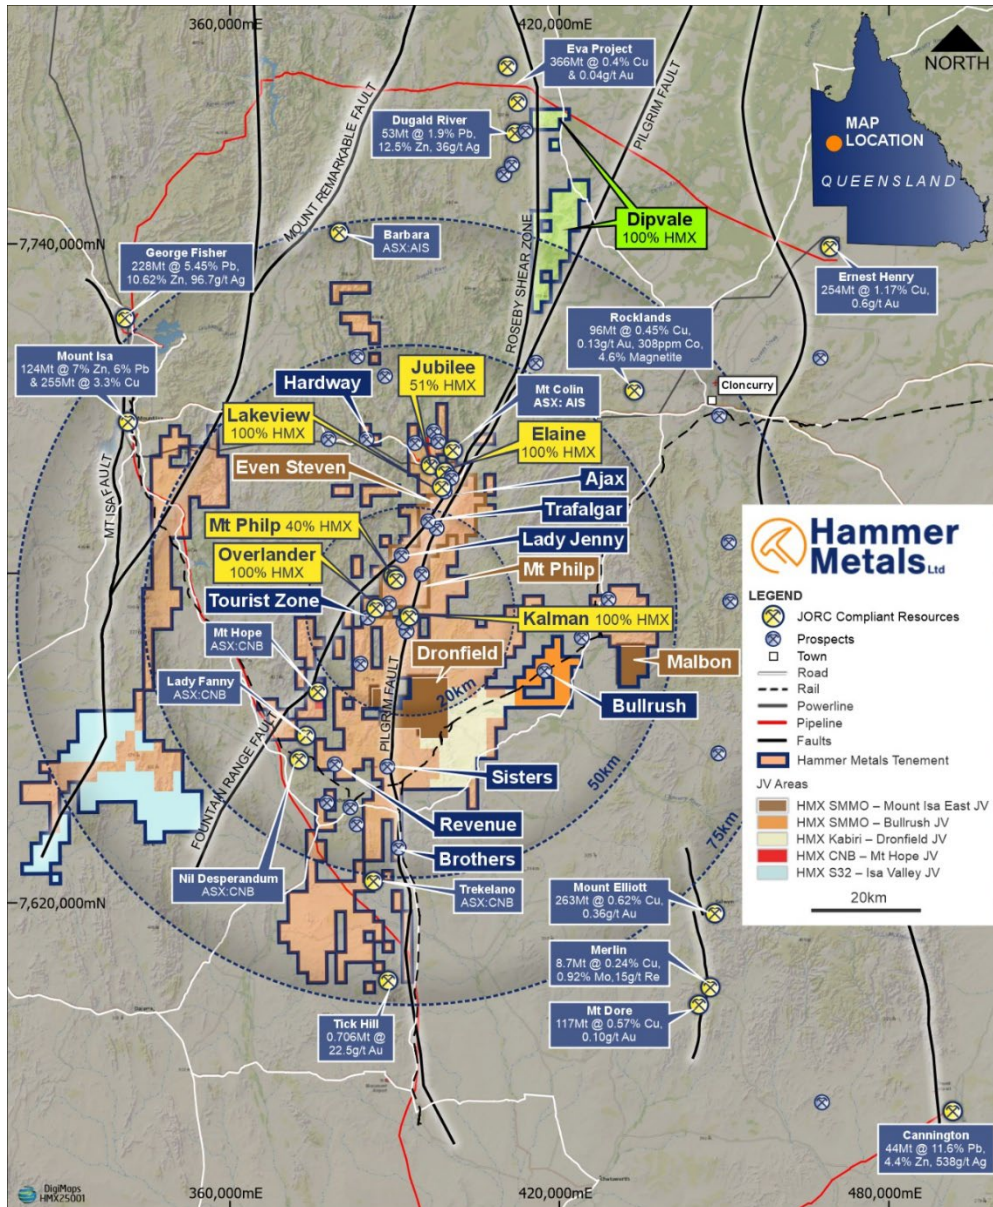 360,000mE
420,000mE
NORTH
MAP
LOCATION
QUEENSLAND
Eva Project
366Mt @ 0.4% Cu
& 0.04g/t Au
Dugald River
53Mt @ 1.9% Pb,
12.5% Zn, 36g/t Ag
MOUNT REMARKABLE FAULT
PILGRIM FAULT
Dipvale
100% HMX
7,740,000mN
Barbara
ASX:AIS
George Fisher
228Mt @ 5.45% Pb,
10.62% Zn, 96.7g/t Ag
Ernest Henry
254Mt @ 1.17% Cu,
0.6g/t Au
ROSEBY SHEAR ZONE
Rocklands
96Mt @ 0.45% Cu,
0.13g/t Au, 308ppm Co,
4.6% Magnetite
Mount Isa
124Mt @ 7% Zn, 6% Pb
& 255Mt @ 3.3% Cu
Jubilee
51% HMX
Hardway
Mt Colin
ASX: AIS
Cloncurry
Lakeview
100% HMX
Elaine
100% HMX
Even Steven
Ajax
MT ISA FAULT
Trafalgar
Mt Philp 40% HMX
Lady Jenny
Overlander
100% HMX
Mt Philp
Tourist Zone
Kalman 100% HMX
Mt Hope
ASX:CNB
Dronfield
Malbon
Lady Fanny
ASX:CNB
20km
Bullrush
PILGRIM FAULT
FOUNTAIN RANGE FAULT
Sisters
50km
Revenue
75km
Brothers
Nil Desperandum
ASX:CNB
Trekelano
ASX:CNB
7,620,000mN
Mount Elliott
263Mt @ 0.62% Cu,
0.36g/t Au
Merlin
8.7Mt @ 0.24% Cu,
0.92% Mo,15g/t Re
Mt Dore
117Mt @ 0.57% Cu,
0.10g/t Au
Tick Hill
0.706Mt @
22.5g/t Au
Cannington
44Mt @ 11.6% Pb,
4.4% Zn, 538g/t Ag
Hammer
Metals Ltd
LEGEND
JORC Compliant Resources
Prospects
Town
Road
Rail
Powerline
Pipeline
Faults
Hammer Metals Tenement
JV Areas
HMX SMMO – Mount Isa East JV
HMX SMMO – Bullrush JV
HMX Kabiri – Dronfield JV
HMX CNB – Mt Hope JV
HMX S32 – Isa Valley JV
20km
DigiMaps
HMX25001
360,000mE
420,000mE
480,000mE